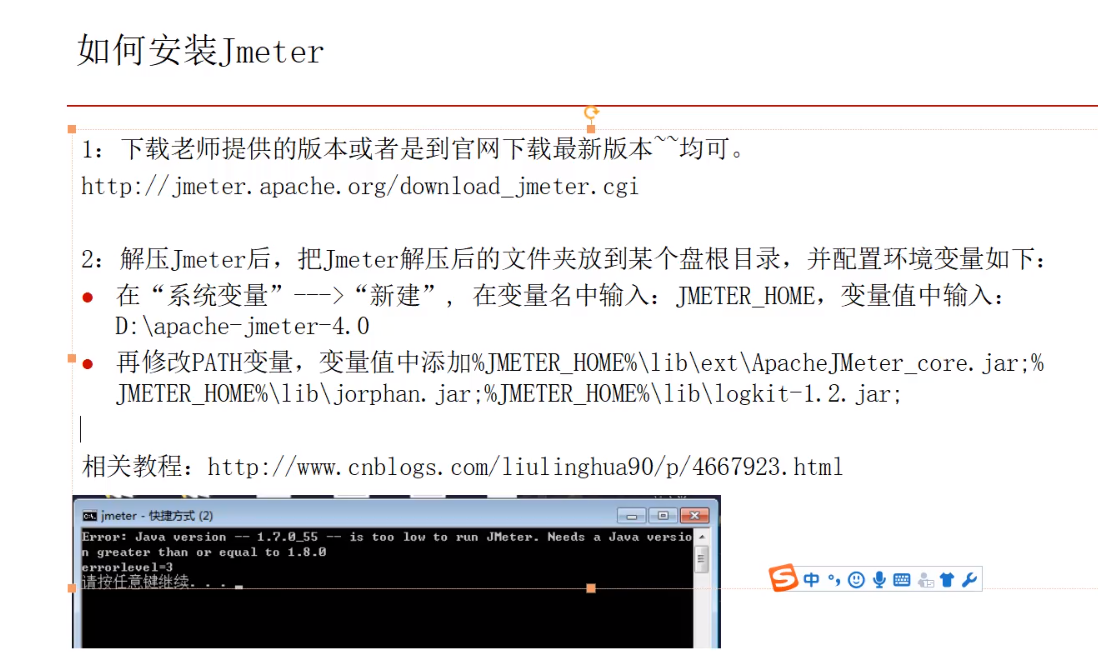 如何安装Jmeter
1：下载老师提供的版本或者是到官网下载最新版本~~均可。
http://jmeter.apache.org/download_jmeter.cgi
2：解压Jmeter后，把Jmeter解压后的文件夹放到某个盘根目录，并配置环境变量如下：
在“系统变量”--->“新建”, 在变量名中输入：JMETER_HOME，变量值中输入：
D:\apache-jmeter-4.0
再修改PATH变量，变量值中添加%JMETER_HOME%\lib\ext\ApacheJMeter_core.jar;%
JMETER_HOME%\lib\jorphan.jar;%JMETER_HOME%\lib\logkit-1.2.jar;
相关教程：http://www.cnblogs.com/liulinghua90/p/4667923.html
jmeter - 快捷方式 (2)
Error: Java version -- 1.7.0_55 -- is too low to run JMeter. Needs a Java versio
n greater than or equal to 1.8.0
errorlevel=3
请按任意键继续. . .
S 中